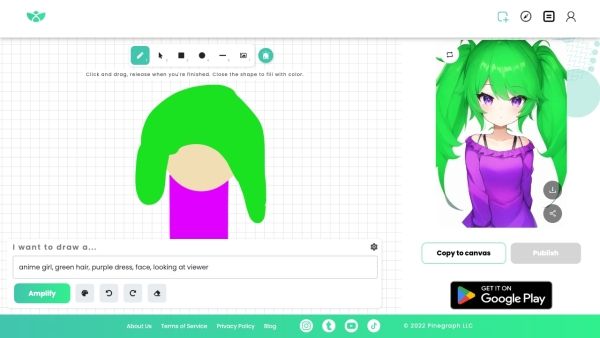 Click and drag, release when you're finished. Close the shape to fill with color.
I want to draw a...
anime girl, green hair, purple dress, face, looking at viewer
Amplify
Copy to canvas
Publish
GET IT ON
Google Play
About Us
Terms of Service
Privacy Policy
Blog
© 2022 Pinegraph LLC